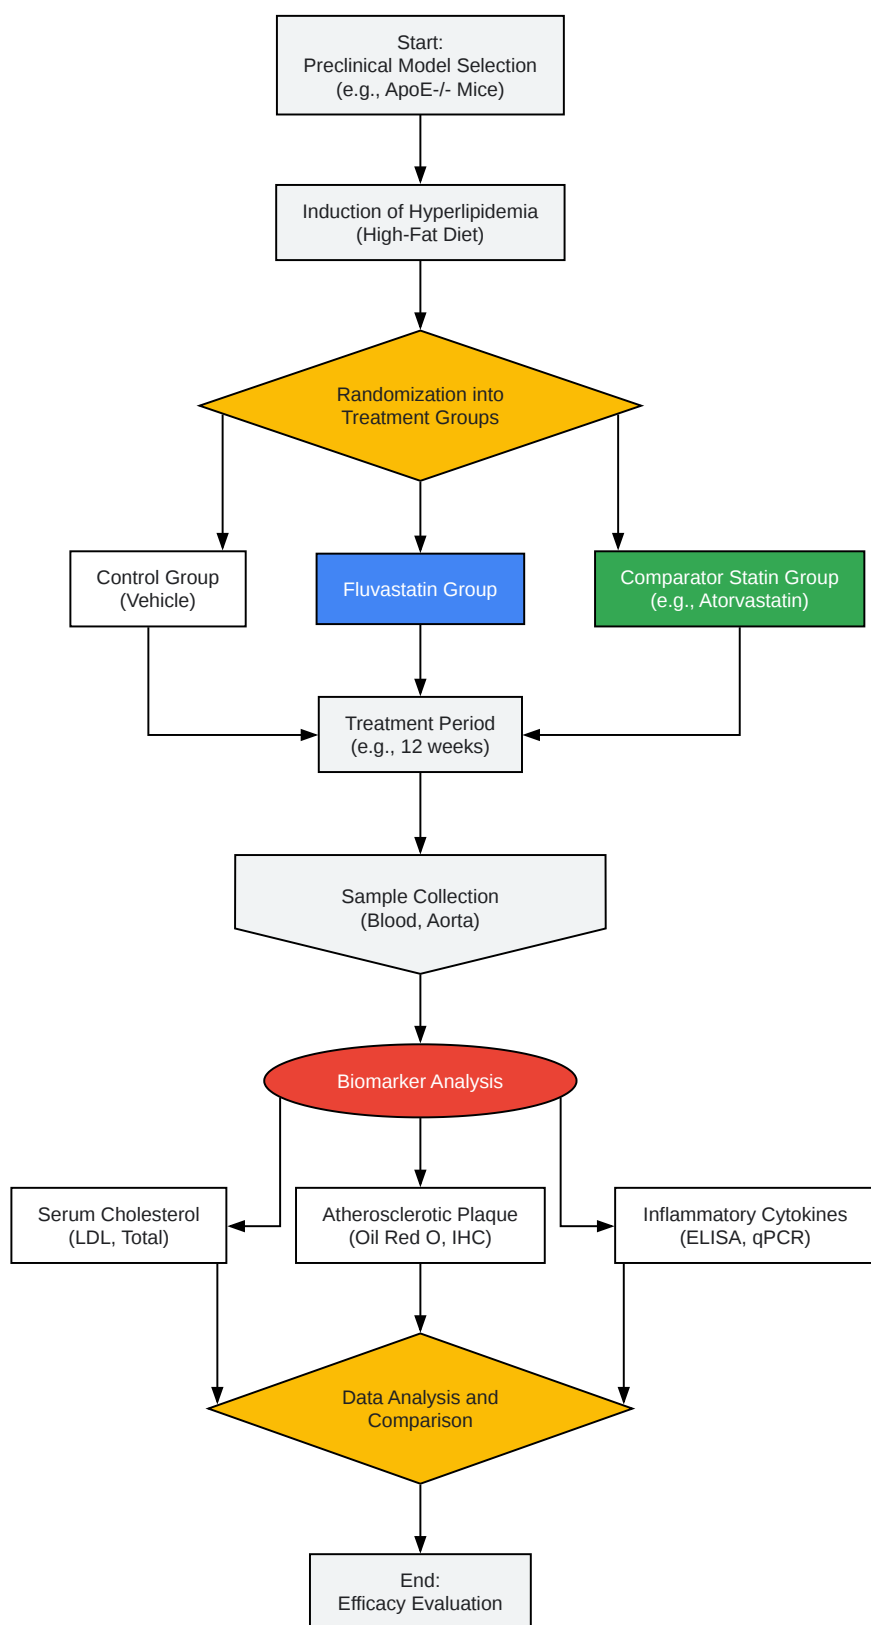 Start:
Preclinical Model Selection
(e.g., ApoE-/- Mice)
Induction of Hyperlipidemia
(High-Fat Diet)
Randomization into
Treatment Groups
Control Group
(Vehicle)
Fluvastatin Group
Comparator Statin Group
(e.g., Atorvastatin)
Treatment Period
(e.g., 12 weeks)
Sample Collection
(Blood, Aorta)
Biomarker Analysis
Serum Cholesterol
(LDL, Total)
Atherosclerotic Plaque
(Oil Red O, IHC)
Inflammatory Cytokines
(ELISA, qPCR)
Data Analysis and
Comparison
End:
Efficacy Evaluation